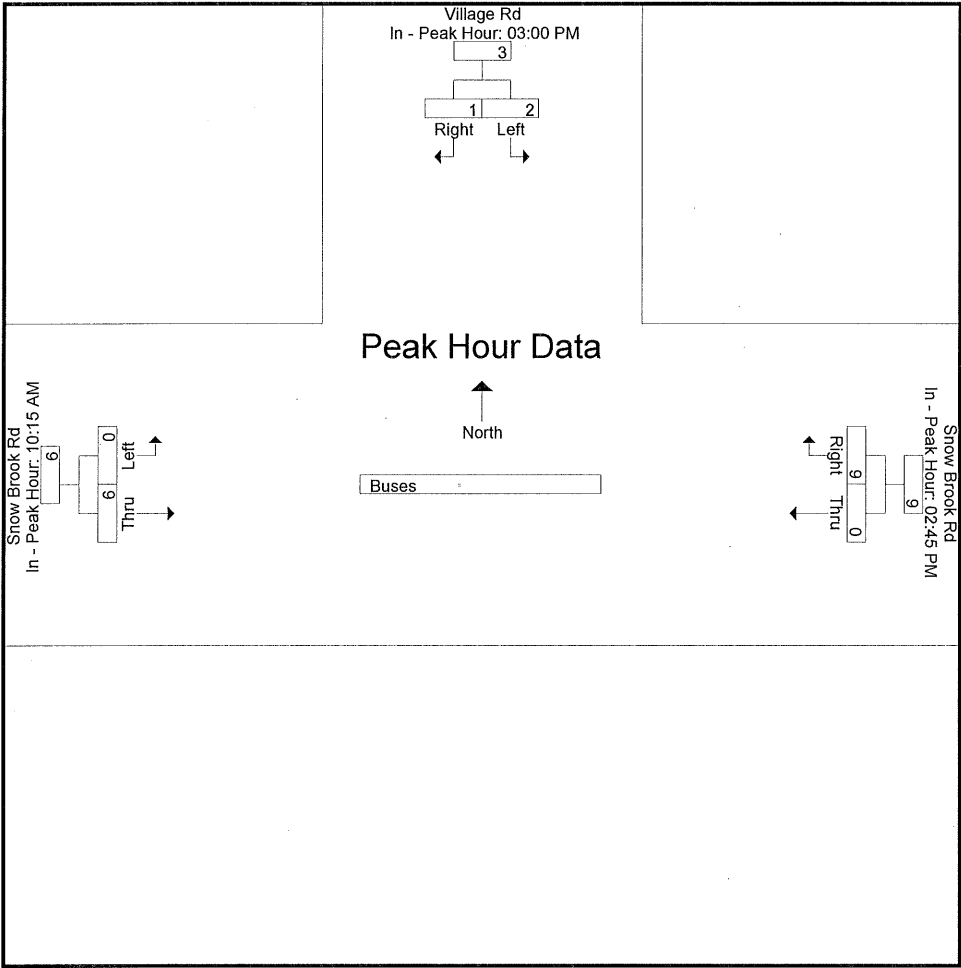 Village Rd
In - Peak Hour: 03:00 PM
3
1 2
Right Left
Peak Hour Data
North
Buses
Snow Brook Rd
In - Peak Hour: 10:15 AM
6
0
6
Left
Thru
Snow Brook Rd
In - Peak Hour: 02:45 PM
9
9
0
Right
Thru